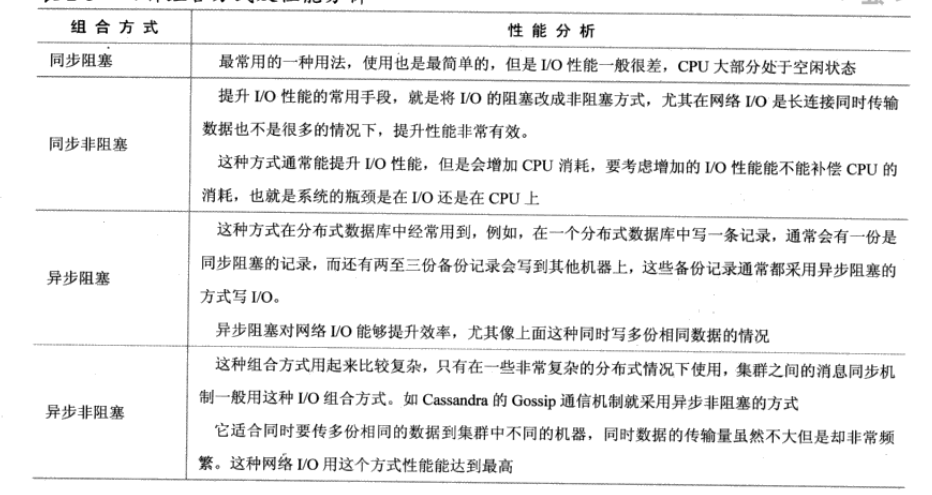 组合方式 性能分析
同步阻塞 最常用的一种用法，使用也是最简单的，但是 I/O 性能一般很差，CPU 大部分处于空闲状态
提升 I/O 性能的常用手段，就是将 I/O 的阻塞改成非阻塞方式，尤其在网络 I/O 是长连接同时传输
数据也不是很多的情况下，提升性能非常有效。
同步非阻塞
这种方式通常能提升 I/O 性能，但是会增加 CPU 消耗，要考虑增加的 I/O 性能能不能补偿 CPU 的
消耗，也就是系统的瓶颈是在 I/O 还是在 CPU 上
这种方式在分布式数据库中经常用到，例如，在一个分布式数据库中写一条记录，通常会有一份是
同步阻塞的记录，而还有两至三份备份记录会写到其他机器上，这些备份记录通常都采用异步阻塞的
异步阻塞
方式写 I/O。
异步阻塞对网络 I/O 能够提升效率，尤其像上面这种同时写多份相同数据的情况
这种组合方式用起来比较复杂，只有在一些非常复杂的分布式情况下使用，集群之间的消息同步机
制一般用这种 I/O 组合方式。如 Cassandra 的 Gossip 通信机制就采用异步非阻塞的方式
异步非阻塞
它适合同时要传多份相同的数据到集群中不同的机器，同时数据的传输量虽然不大但是却非常频
繁。这种网络 I/O 用这个方式性能能达到最高